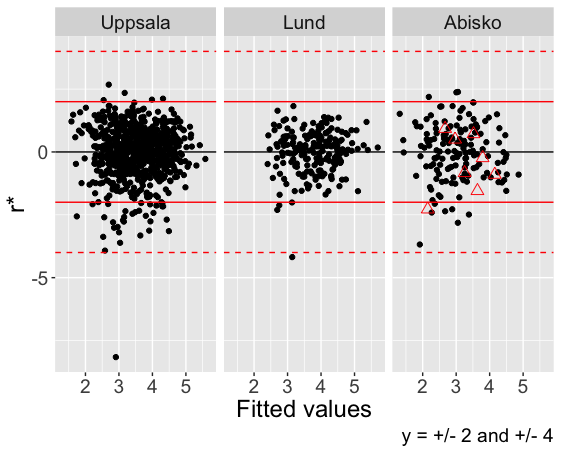 Uppsala Lund Abisko
r*
0
-5
2 3 4 5 2 3 4 5 2 3 4 5
Fitted values
y = +/- 2 and +/- 4